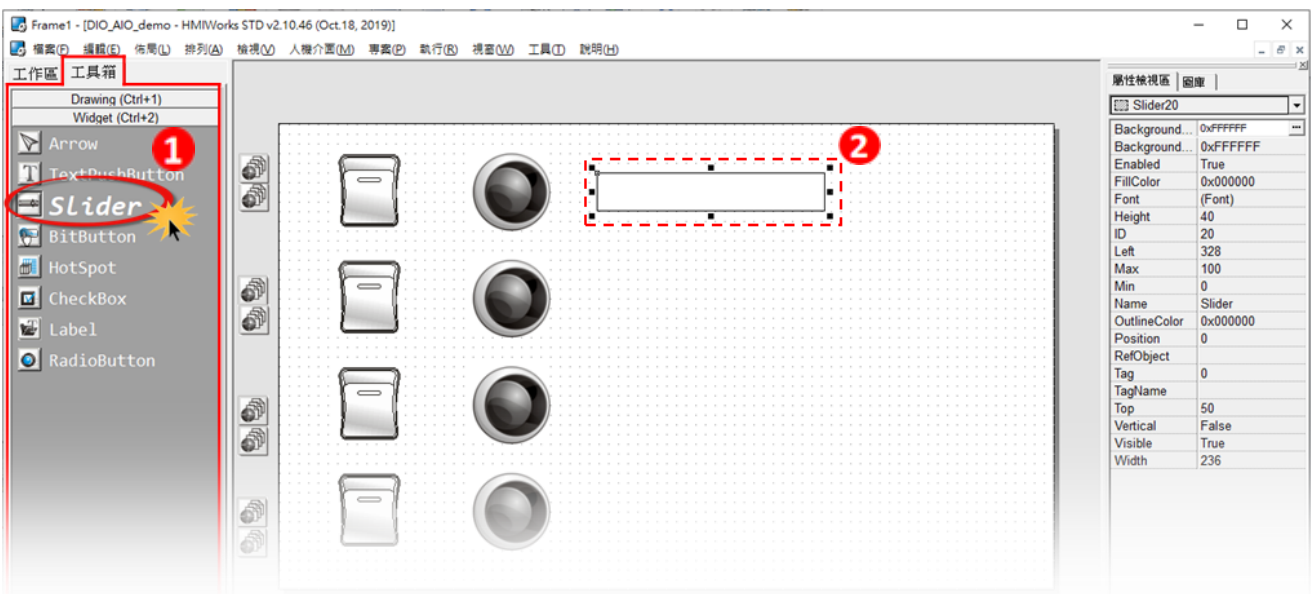 Frame1 - [DIO_AIO_demo - HMIWorks STD v2.10.46 (Oct.18, 2019)]
檔案(F) 編輯(E) 佈局(L) 排列(A) 檢視(V) 人機介面(M) 專案(P) 執行(R) 視窗(W) 工具(T) 說明(H)
工作區 工具箱
Drawing (Ctrl+1)
Widget (Ctrl+2)
Arrow
1
TextPushButton
Slider
BitButton
HotSpot
CheckBox
Label
RadioButton
2
屬性檢視區 圖庫
Slider20
Background... 0xFFFFFF ...
Background... 0xFFFFFF
Enabled True
FillColor 0x000000
Font (Font)
Height 40
ID 20
Left 328
Max 100
Min 0
Name Slider
OutlineColor 0x000000
Position 0
RefObject
Tag 0
TagName
Top 50
Vertical False
Visible True
Width 236